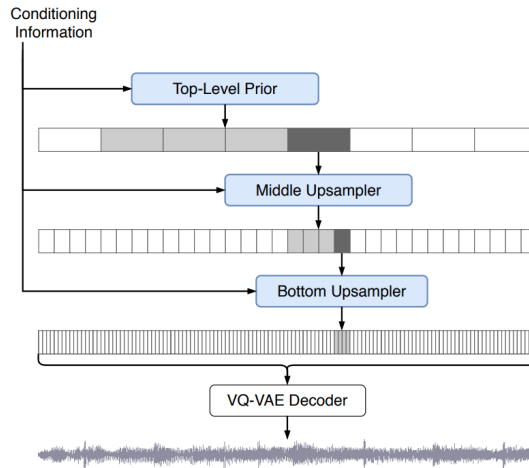 Conditioning
Information
Top-Level Prior
Middle Upsampler
Bottom Upsampler
VQ-VAE Decoder